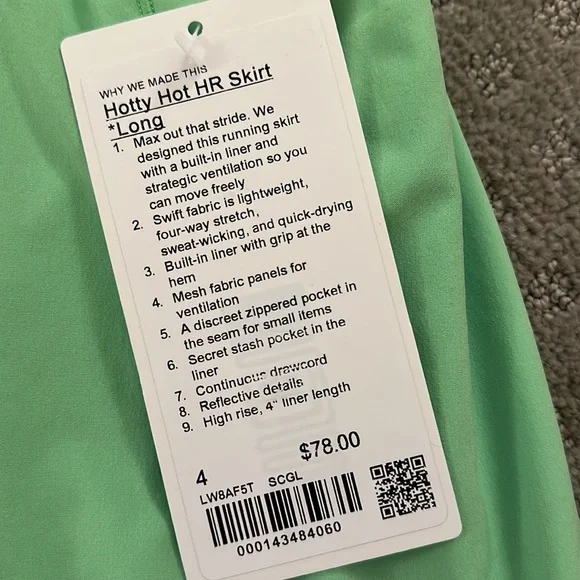 WHY WE MADE THIS
Hotty Hot HR Skirt
*Long
1. Max out that stride. We
designed this running skirt
with a built-in liner and
strategic ventilation so you
can move freely
2. Swift fabric is lightweight,
four-way stretch,
sweat-wicking, and quick-drying
3. Built-in liner with grip at the
hem
4. Mesh fabric panels for
ventilation
5. A discreet zippered pocket in
the seam for small items
6. Secret stash pocket in the
liner
7. Continuous drawcord
8. Reflective details
9. High rise, 4" liner length
$78.00
4
LW8AF5T SCGL
000143484060